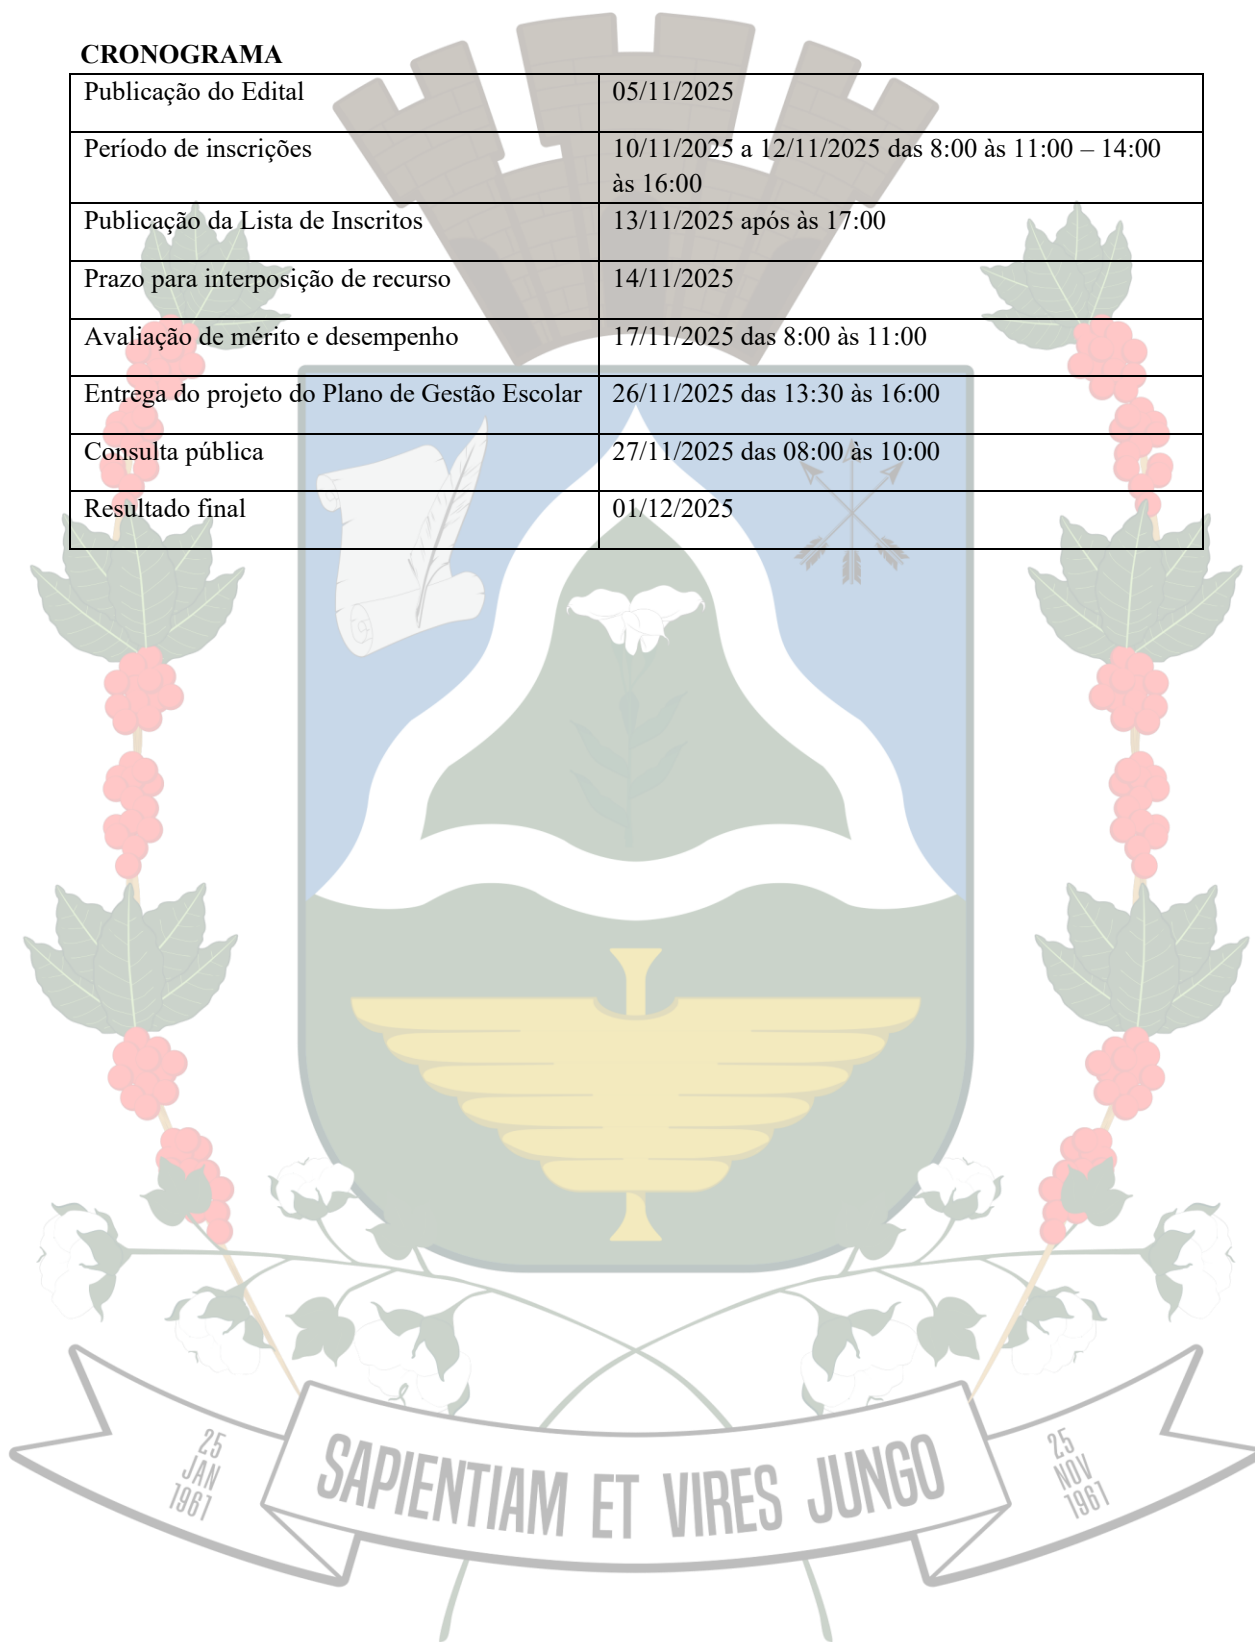 CRONOGRAMA
Publicação do Edital 05/11/2025
Período de inscrições 10/11/2025 a 12/11/2025 das 8:00 às 11:00 – 14:00
às 16:00
Publicação da Lista de Inscritos 13/11/2025 após às 17:00
Prazo para interposição de recurso 14/11/2025
Avaliação de mérito e desempenho 17/11/2025 das 8:00 às 11:00
Entrega do projeto do Plano de Gestão Escolar 26/11/2025 das 13:30 às 16:00
Consulta pública 27/11/2025 das 08:00 às 10:00
Resultado final 01/12/2025
25
JAN
1961
SAPIENTIAM ET VIRES JUNGO
25
NOV
1961